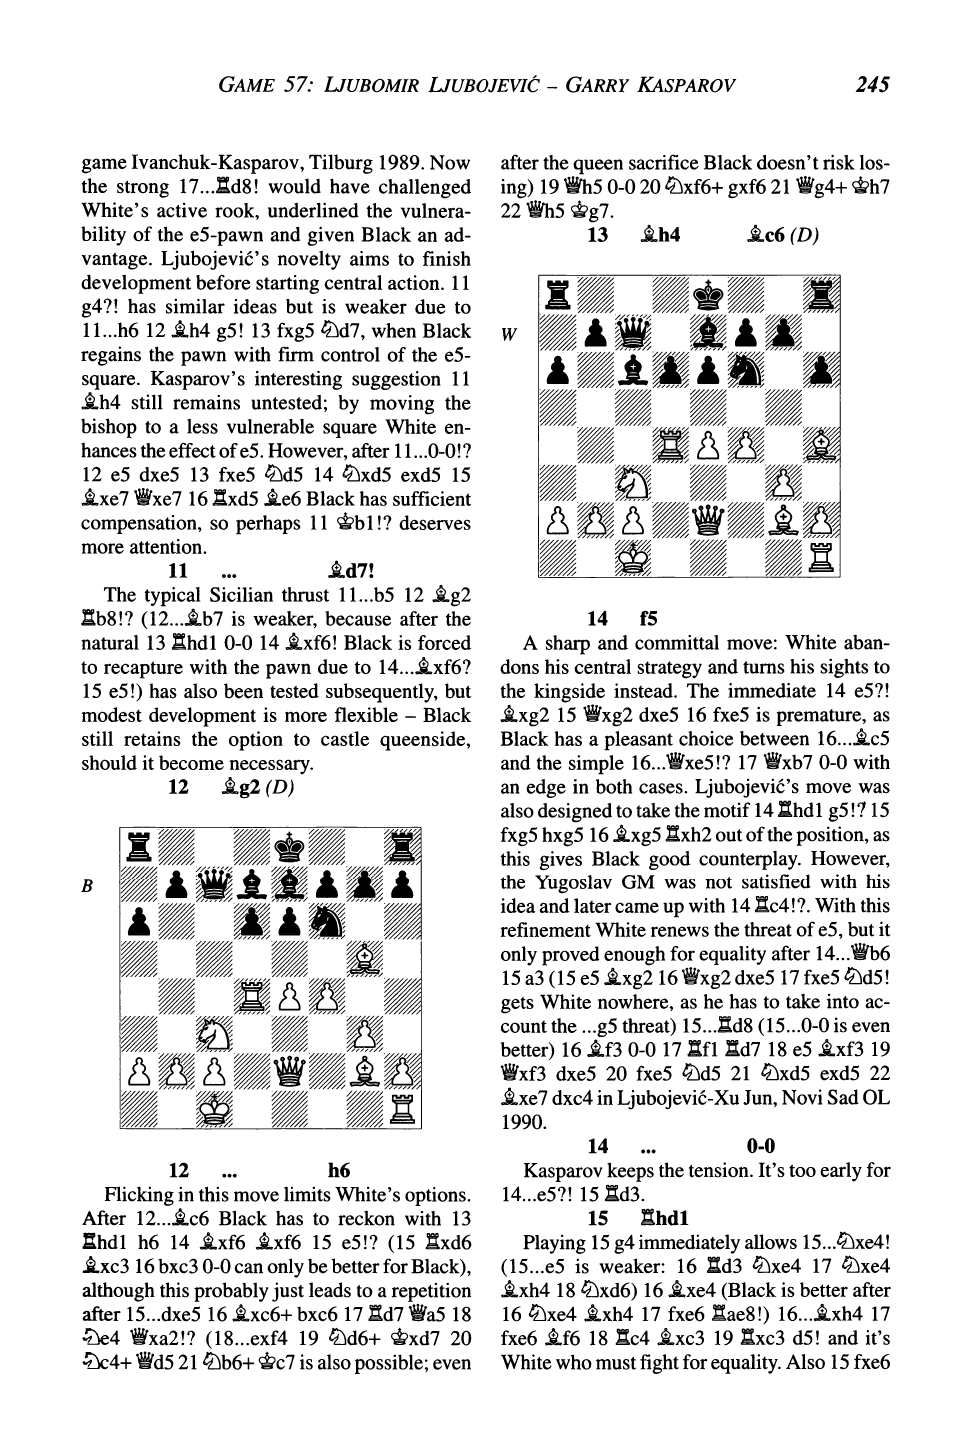 GAME 57: LJUBOMIR LJUBOJEVIĆ – GARRY KASPAROV 245
game Ivanchuk-Kasparov, Tilburg 1989. Now
the strong 17...♖d8! would have challenged
White's active rook, underlined the vulnera-
bility of the e5-pawn and given Black an ad-
vantage. Ljubojević's novelty aims to finish
development before starting central action. 11
g4?! has similar ideas but is weaker due to
11...h6 12 ♗h4 g5! 13 fxg5 ♘d7, when Black
regains the pawn with firm control of the e5-
square. Kasparov's interesting suggestion 11
♗h4 still remains untested; by moving the
bishop to a less vulnerable square White en-
hances the effect of e5. However, after 11...0-0!?
12 e5 dxe5 13 fxe5 ♘d5 14 ♘xd5 exd5 15
♗xe7 ♕xe7 16 ♖xd5 ♗e6 Black has sufficient
compensation, so perhaps 11 ♔b1!? deserves
more attention.
11 ... ♗d7!
The typical Sicilian thrust 11...b5 12 ♗g2
♖b8!? (12...♗b7 is weaker, because after the
natural 13 ♖hd1 0-0 14 ♗xf6! Black is forced
to recapture with the pawn due to 14...♗xf6?
15 e5!) has also been tested subsequently, but
modest development is more flexible – Black
still retains the option to castle queenside,
should it become necessary.
12 ♗g2 (D)
B
12 ... h6
Flicking in this move limits White's options.
After 12...♗c6 Black has to reckon with 13
♖hd1 h6 14 ♗xf6 ♗xf6 15 e5!? (15 ♖xd6
♗xc3 16 bxc3 0-0 can only be better for Black),
although this probably just leads to a repetition
after 15...dxe5 16 ♗xc6+ bxc6 17 ♖d7 ♕a5 18
♘e4 ♕xa2!? (18...exf4 19 ♘d6+ ♔xd7 20
♘c4+ ♕d5 21 ♘b6+ ♔c7 is also possible; even
after the queen sacrifice Black doesn't risk los-
ing) 19 ♕h5 0-0 20 ♘xf6+ gxf6 21 ♕g4+ ♔h7
22 ♕h5 ♔g7.
13 ♗h4 ♗c6 (D)
W
14 f5
A sharp and committal move: White aban-
dons his central strategy and turns his sights to
the kingside instead. The immediate 14 e5?!
♗xg2 15 ♕xg2 dxe5 16 fxe5 is premature, as
Black has a pleasant choice between 16...♗c5
and the simple 16...♕xe5!? 17 ♕xb7 0-0 with
an edge in both cases. Ljubojević's move was
also designed to take the motif 14 ♖hd1 g5!? 15
fxg5 hxg5 16 ♗xg5 ♖xh2 out of the position, as
this gives Black good counterplay. However,
the Yugoslav GM was not satisfied with his
idea and later came up with 14 ♖c4!?. With this
refinement White renews the threat of e5, but it
only proved enough for equality after 14...♕b6
15 a3 (15 e5 ♗xg2 16 ♕xg2 dxe5 17 fxe5 ♘d5!
gets White nowhere, as he has to take into ac-
count the ...g5 threat) 15...♖d8 (15...0-0 is even
better) 16 ♗f3 0-0 17 ♖f1 ♖d7 18 e5 ♗xf3 19
♕xf3 dxe5 20 fxe5 ♘d5 21 ♘xd5 exd5 22
♗xe7 dxc4 in Ljubojević-Xu Jun, Novi Sad OL
1990.
14 ... 0-0
Kasparov keeps the tension. It's too early for
14...e5?! 15 ♖d3.
15 ♖hd1
Playing 15 g4 immediately allows 15...♘xe4!
(15...e5 is weaker: 16 ♖d3 ♘xe4 17 ♘xe4
♗xh4 18 ♘xd6) 16 ♗xe4 (Black is better after
16 ♘xe4 ♗xh4 17 fxe6 ♖ae8!) 16...♗xh4 17
fxe6 ♗f6 18 ♖c4 ♗xc3 19 ♖xc3 d5! and it's
White who must fight for equality. Also 15 fxe6